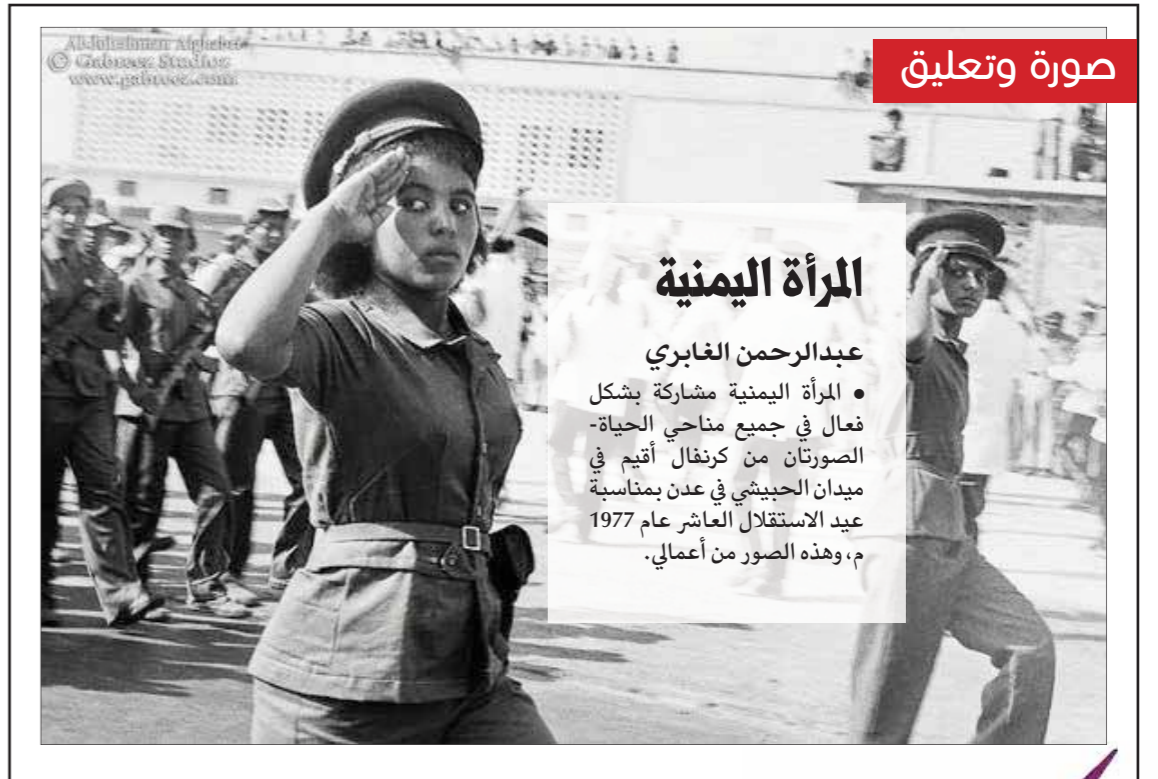 © Gabreez Studios
www.gabreez.com
صورة وتعليق
المرأة اليمنية
عبدالرحمن الغابري
• المرأة اليمنية مشاركة بشكل
فعال في جميع مناحي الحياة-
الصورتان من كرنفال أقيم في
ميدان الحبيشي في عدن بمناسبة
عيد الاستقلال العاشر عام 1977
م، وهذه الصور من أعمالي.